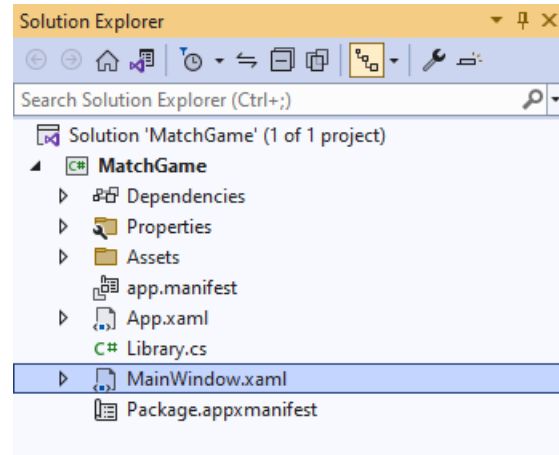 Solution Explorer
Search Solution Explorer (Ctrl+;)
Solution 'MatchGame' (1 of 1 project)
C# MatchGame
Dependencies
Properties
Assets
app.manifest
App.xaml
C# Library.cs
MainWindow.xaml
Package.appxmanifest